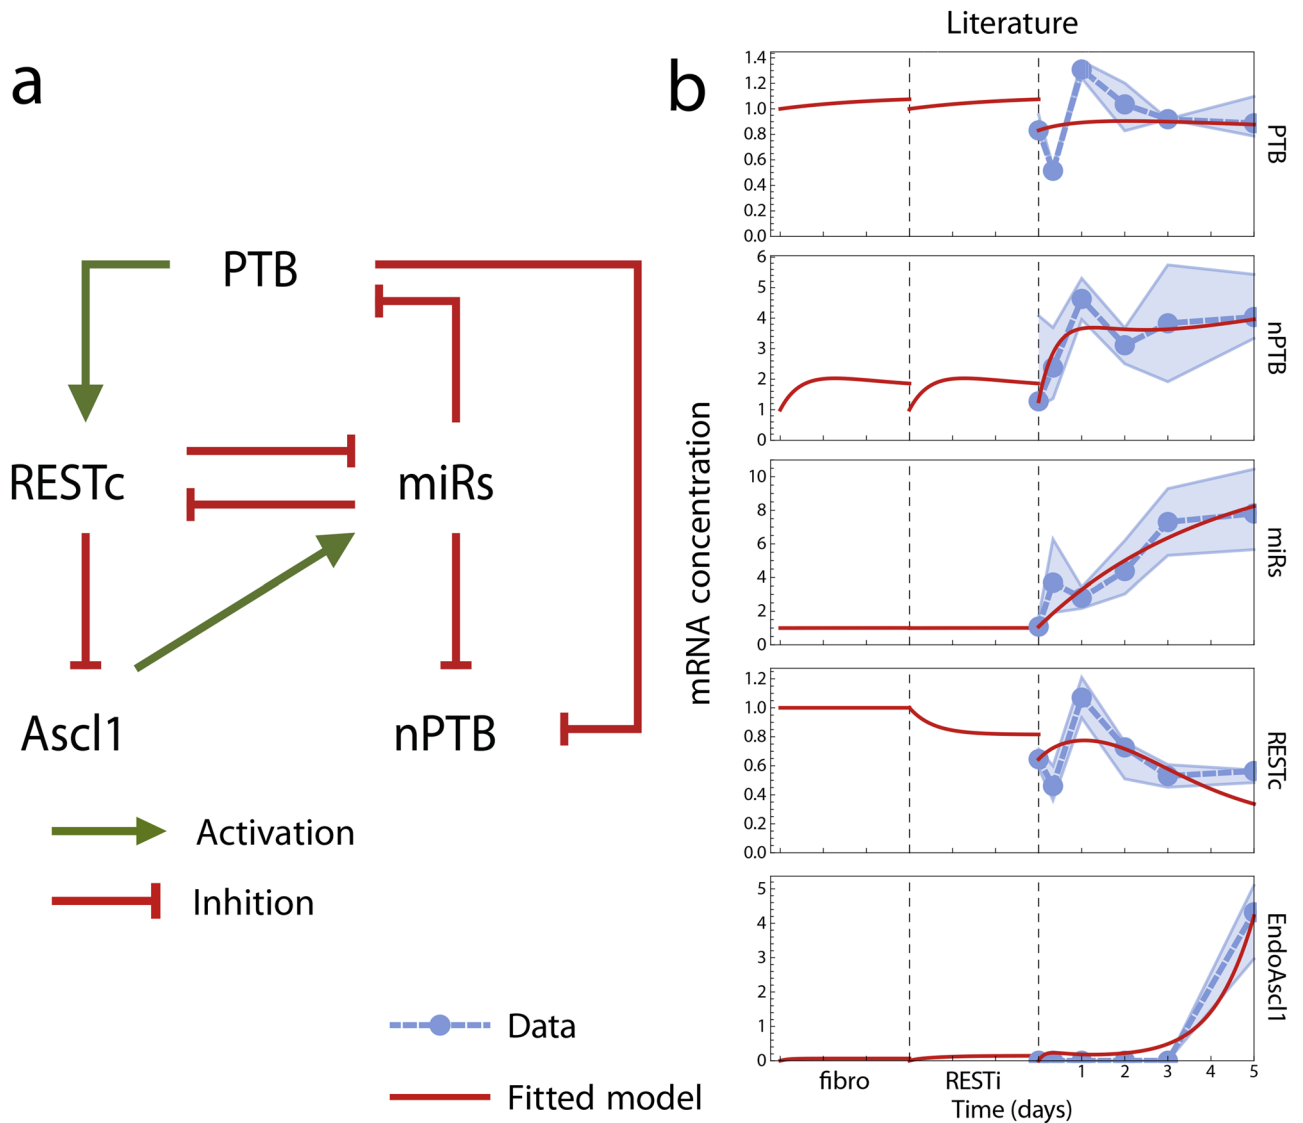 a
PTB
RESTc
miRs
Ascl1
nPTB
Activation
Inhition
Data
Fitted model
b
Literature
mRNA concentration
1.4
1.2
1.0
0.8
0.6
0.4
0.2
0.0
PTB
6
5
4
3
2
1
0
nPTB
10
8
6
4
2
0
miRs
1.2
1.0
0.8
0.6
0.4
0.2
0.0
RESTc
5
4
3
2
1
0
EndoAscl1
fibro
RESTi
1 2 3 4 5
Time (days)